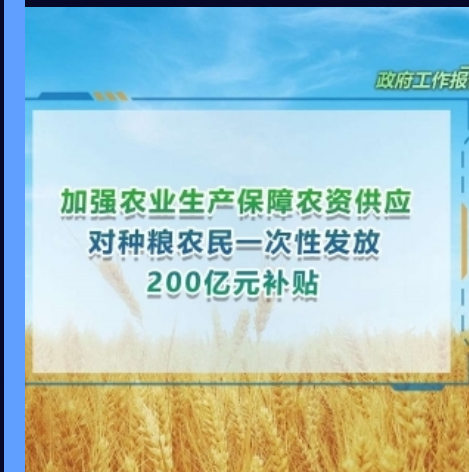 政府工作报
加强农业生产保障农资供应
对种粮农民一次性发放
200亿元补贴